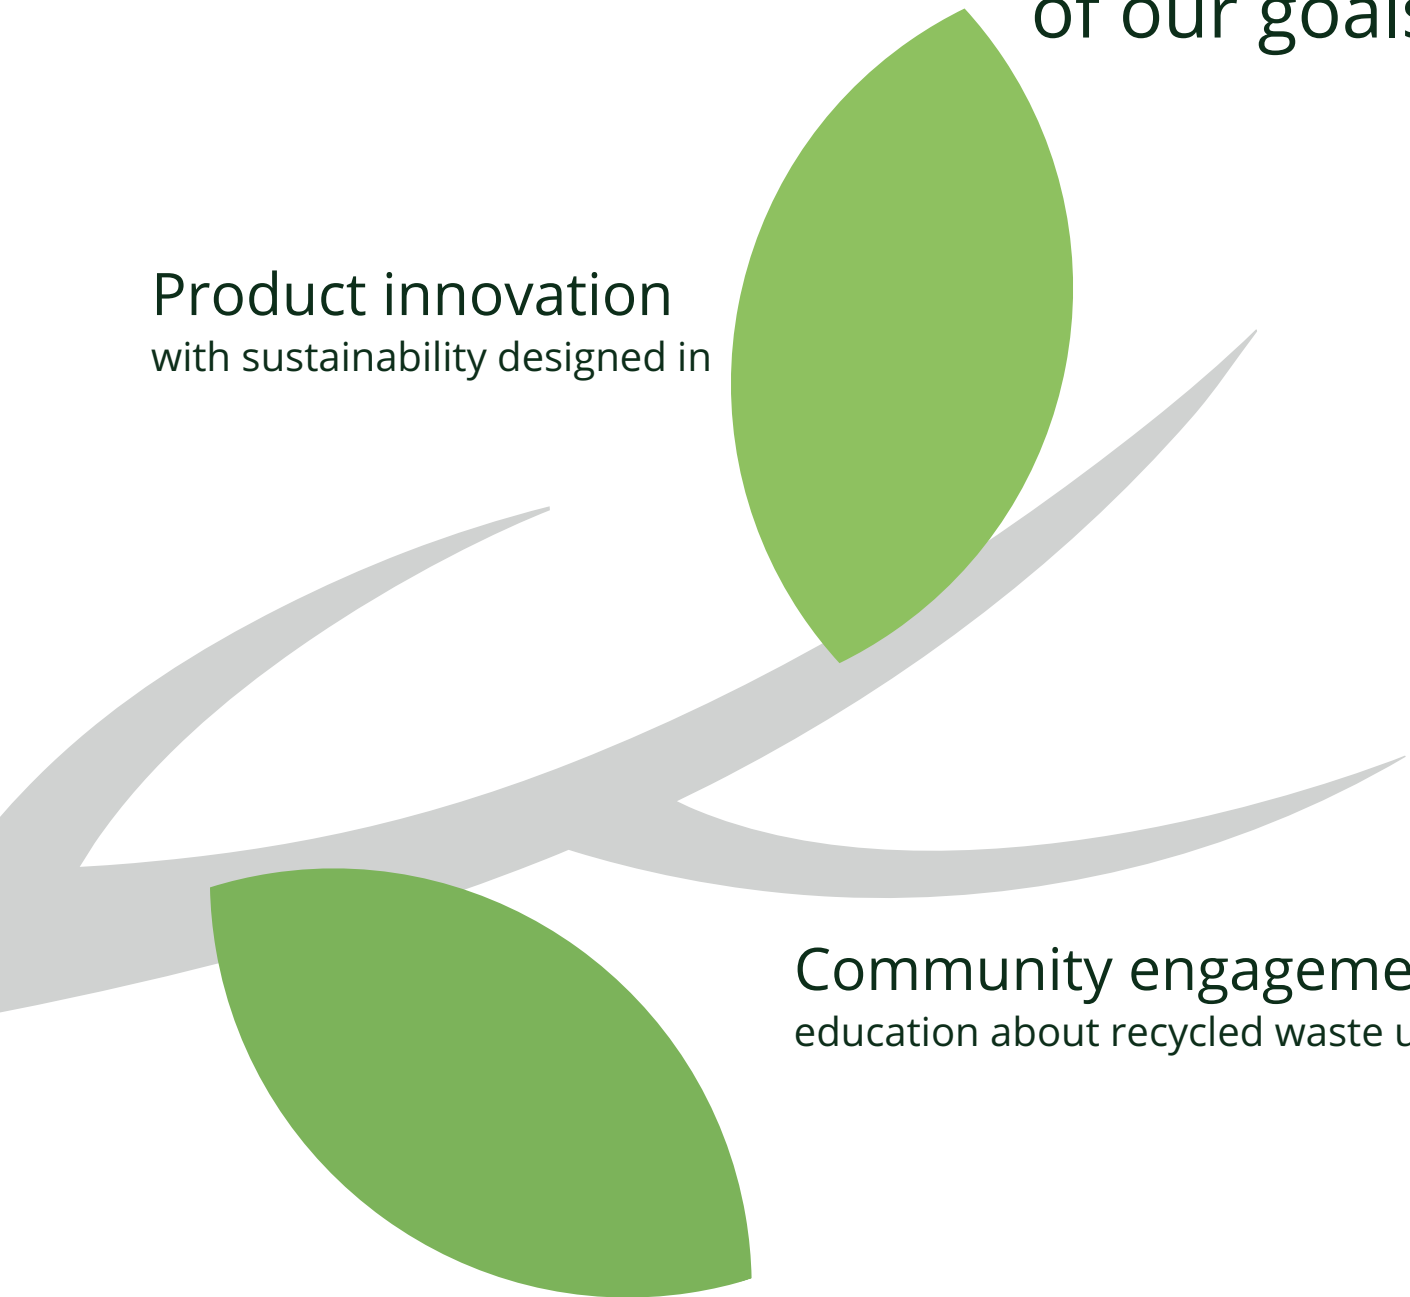 of our goals
Product innovation
with sustainability designed in
Community engageme
education about recycled waste u